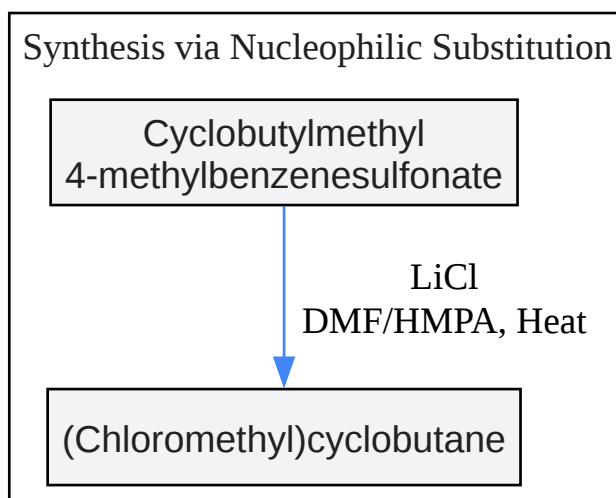 Synthesis via Nucleophilic Substitution
Cyclobutylmethyl
4-methylbenzenesulfonate
LiCl
DMF/HMPA, Heat
(Chloromethyl)cyclobutane